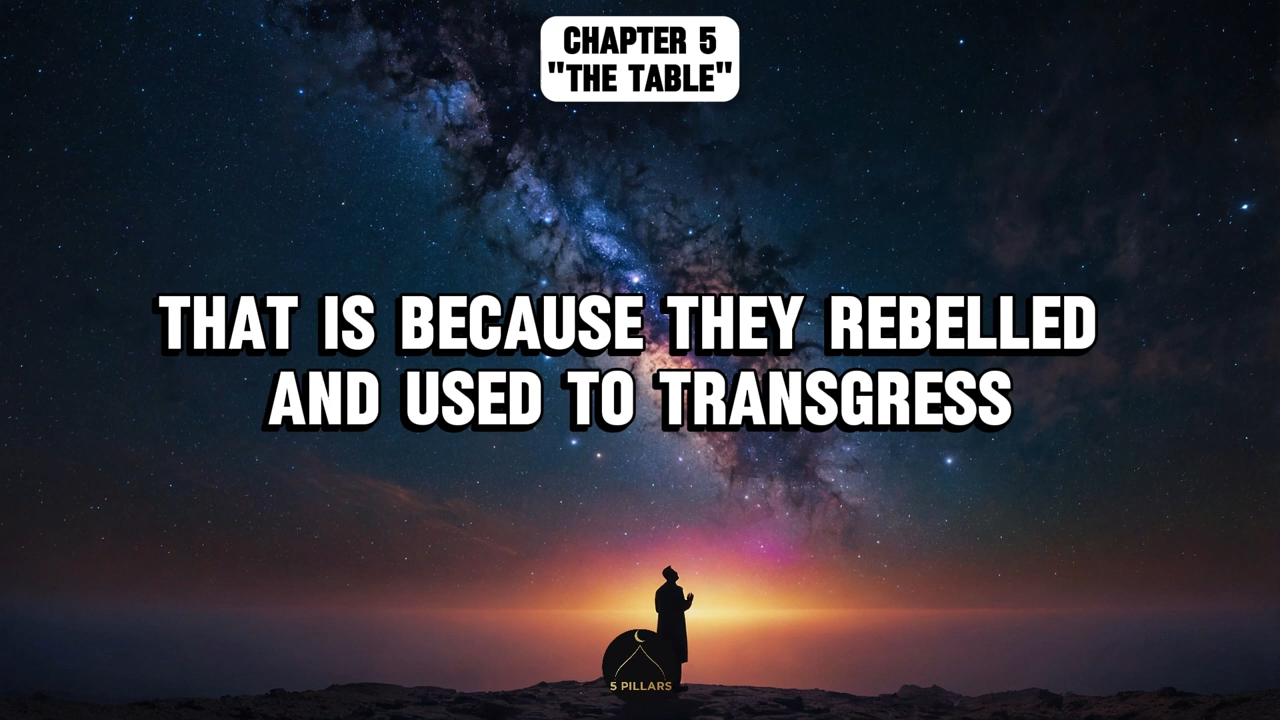 CHAPTER 5
"THE TABLE"
THAT IS BECAUSE THEY REBELLED
AND USED TO TRANSGRESS
5 PILLARS